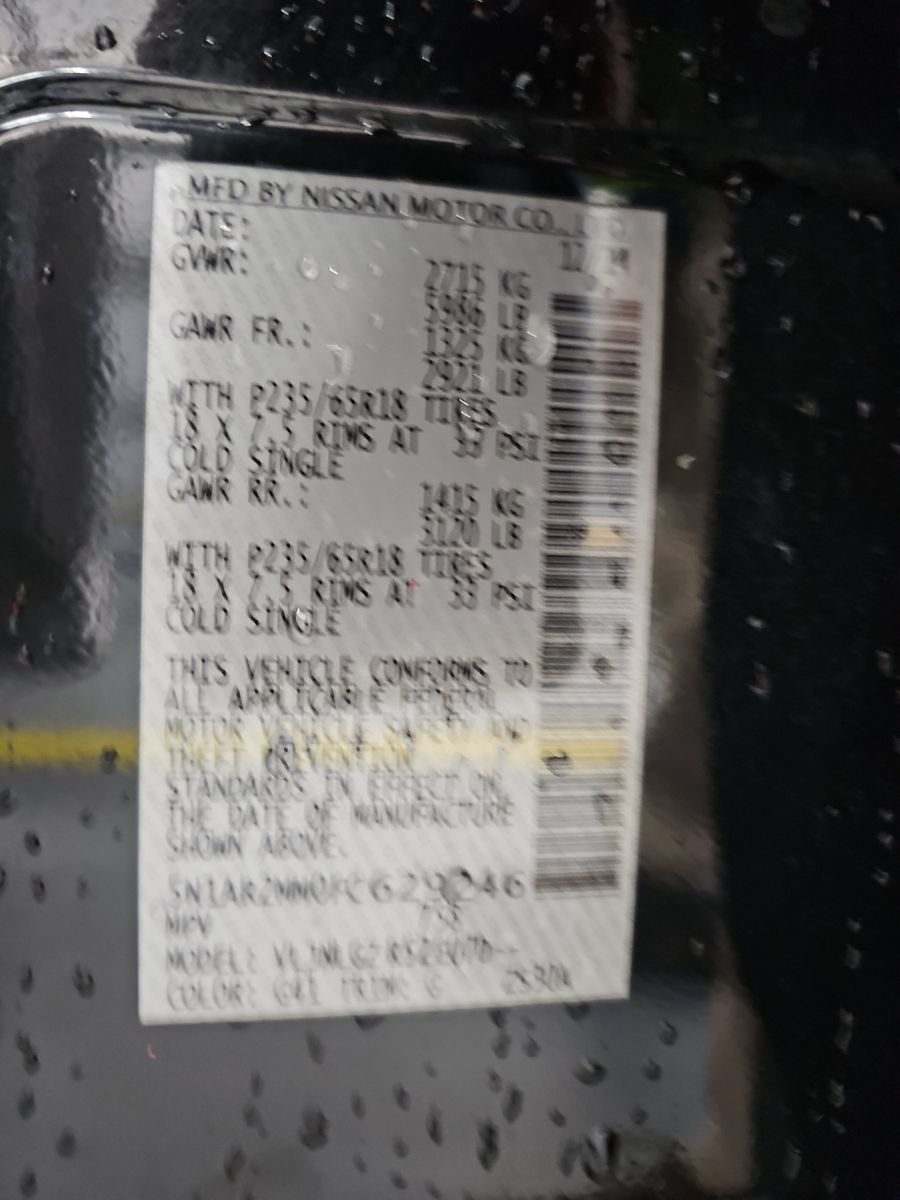 MFD BY NISSAN MOTOR CO., LTD.
DATE:
GVWR: 2715 KG
5986 LB
GAWR FR.: 1325 KG
2921 LB
WITH P235/65R18 TIRES
18 X 7.5 RIMS AT 33 PSI
COLD SINGLE
GAWR RR.: 1415 KG
3120 LB
WITH P235/65R18 TIRES
18 X 7.5 RIMS AT 33 PSI
COLD SINGLE
THIS VEHICLE CONFORMS TO
ALL APPLICABLE FEDERAL
MOTOR VEHICLE SAFETY AND
THEFT PREVENTION
STANDARDS IN EFFECT ON
THE DATE OF MANUFACTURE
SHOWN ABOVE.
MPV
MODEL:
COLOR: TRIM: G